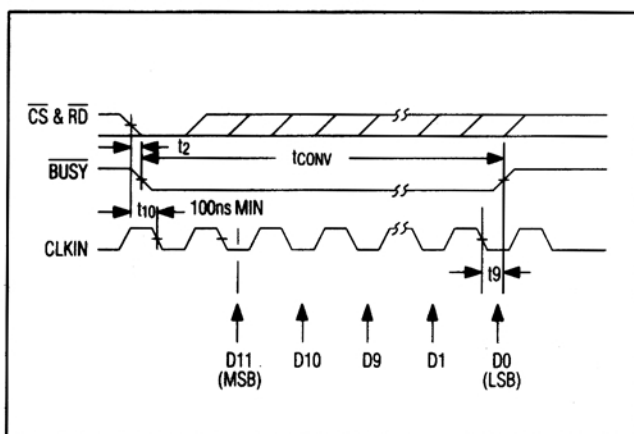 CS & RD
t2
tCONV
BUSY
t10
100ns MIN
CLKIN
t9
D11 D10 D9 D1 D0
(MSB) (LSB)